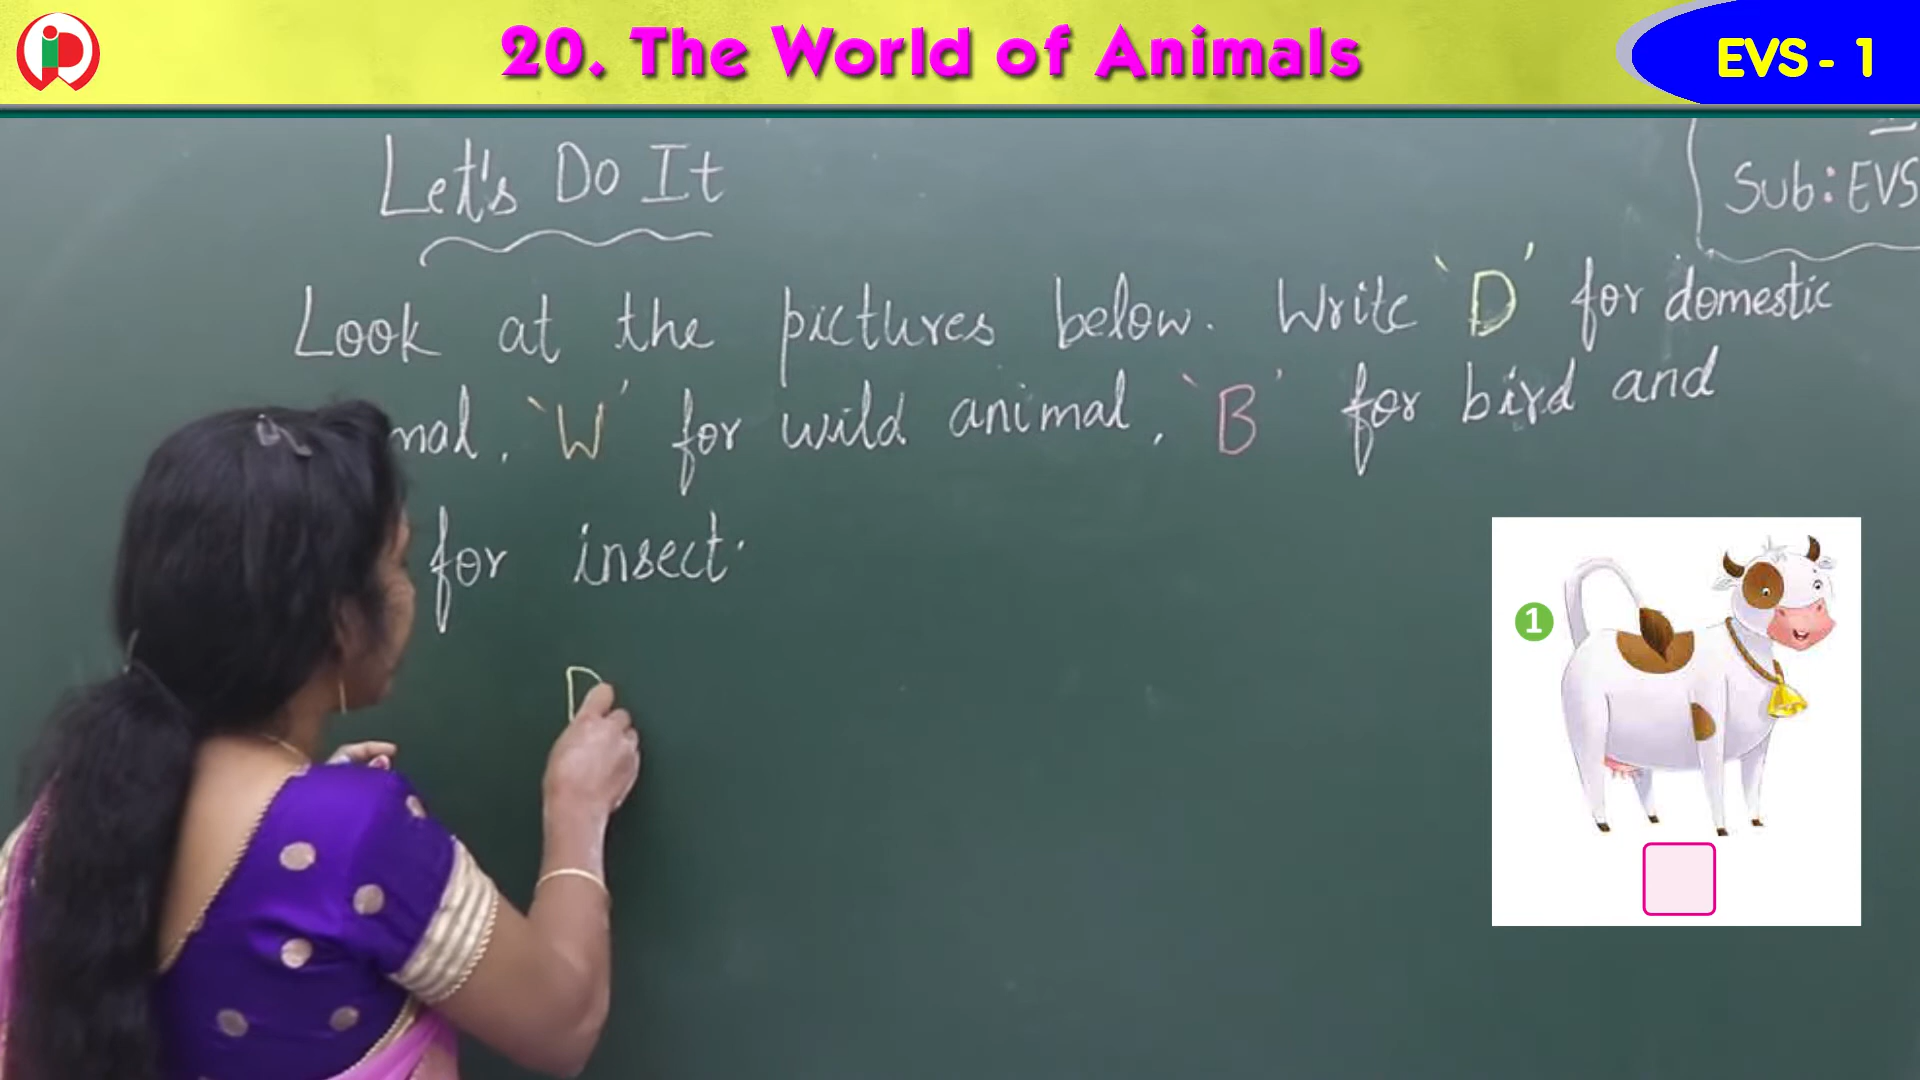 20. The World of Animals
EVS - 1
Let's Do It
Sub: EVS
Look at the pictures below. Write 'D' for domestic
mal, 'W' for wild animal, 'B' for bird and
for insect.
D
1